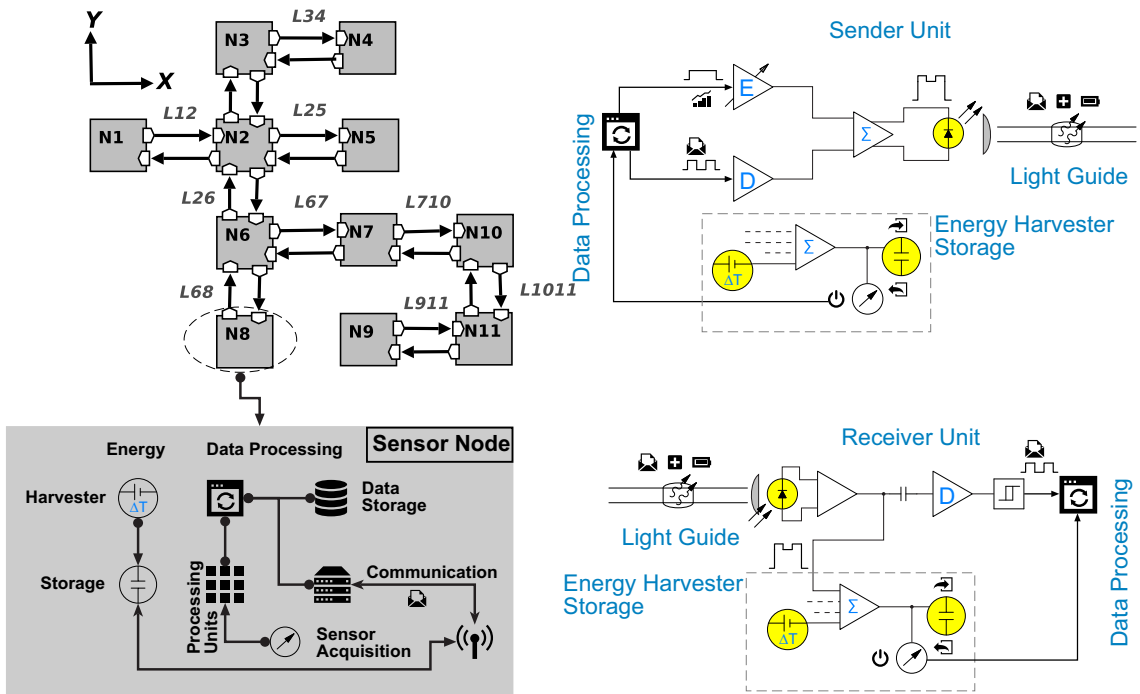 Y
X
L34
N3
N4
L12
L25
N1
N2
N5
L26
L67
L710
N6
N7
N10
L68
L911
L1011
N8
N9
N11
Sender Unit
E
Σ
D
Data Processing
Light Guide
Energy Harvester
Storage
Σ
ΔT
Sensor Node
Energy
Data Processing
Harvester
ΔT
Data
Storage
Storage
Processing
Units
Communication
Sensor
Acquisition
Receiver Unit
D
Light Guide
Data Processing
Energy Harvester
Storage
Σ
ΔT